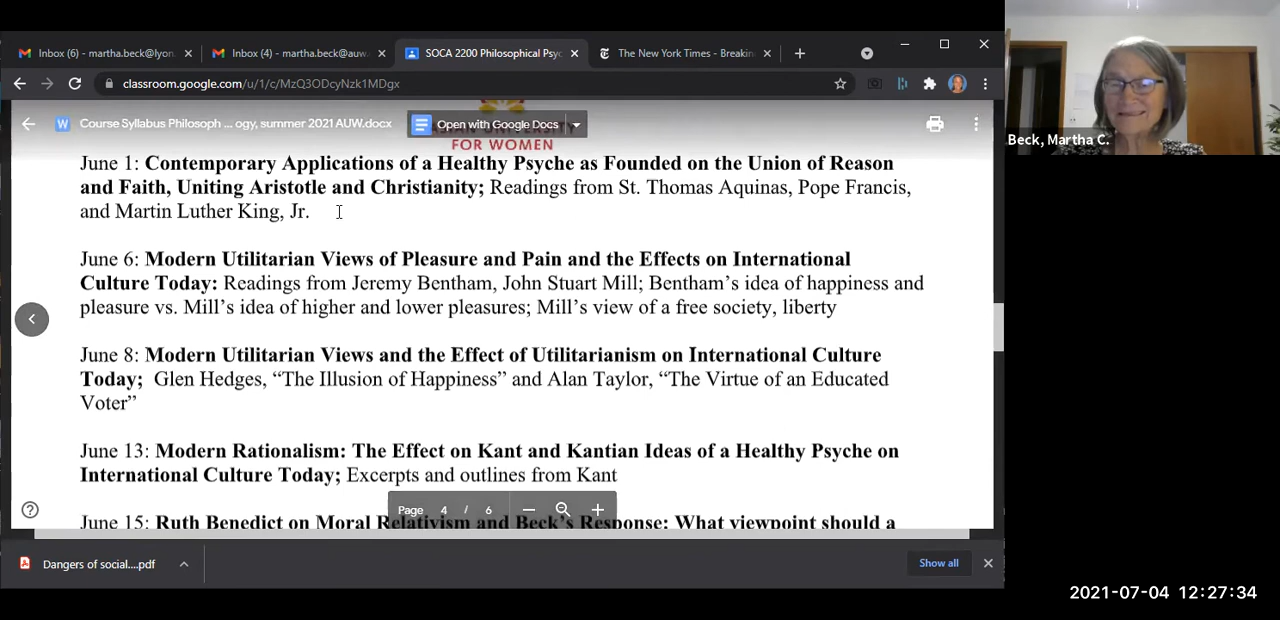 Inbox (6) - martha.beck@lyon
Inbox (4) - martha.beck@auw
SOCA 2200 Philosophical Psyc
The New York Times - Breakin
classroom.google.com/u/1/c/MzQ3ODcyNzk1MDgx
Course Syllabus Philosoph ... ogy, summer 2021 AUW.docx
Open with Google Docs
FOR WOMEN
Beck, Martha C.
June 1: Contemporary Applications of a Healthy Psyche as Founded on the Union of Reason
and Faith, Uniting Aristotle and Christianity; Readings from St. Thomas Aquinas, Pope Francis,
and Martin Luther King, Jr.
June 6: Modern Utilitarian Views of Pleasure and Pain and the Effects on International
Culture Today: Readings from Jeremy Bentham, John Stuart Mill; Bentham's idea of happiness and
pleasure vs. Mill's idea of higher and lower pleasures; Mill's view of a free society, liberty
June 8: Modern Utilitarian Views and the Effect of Utilitarianism on International Culture
Today; Glen Hedges, “The Illusion of Happiness” and Alan Taylor, “The Virtue of an Educated
Voter”
June 13: Modern Rationalism: The Effect on Kant and Kantian Ideas of a Healthy Psyche on
International Culture Today; Excerpts and outlines from Kant
Page 4 / 6
June 15: Ruth Benedict on Moral Relativism and Beck's Response: What viewpoint should a
Dangers of social....pdf
Show all
2021-07-04 12:27:34